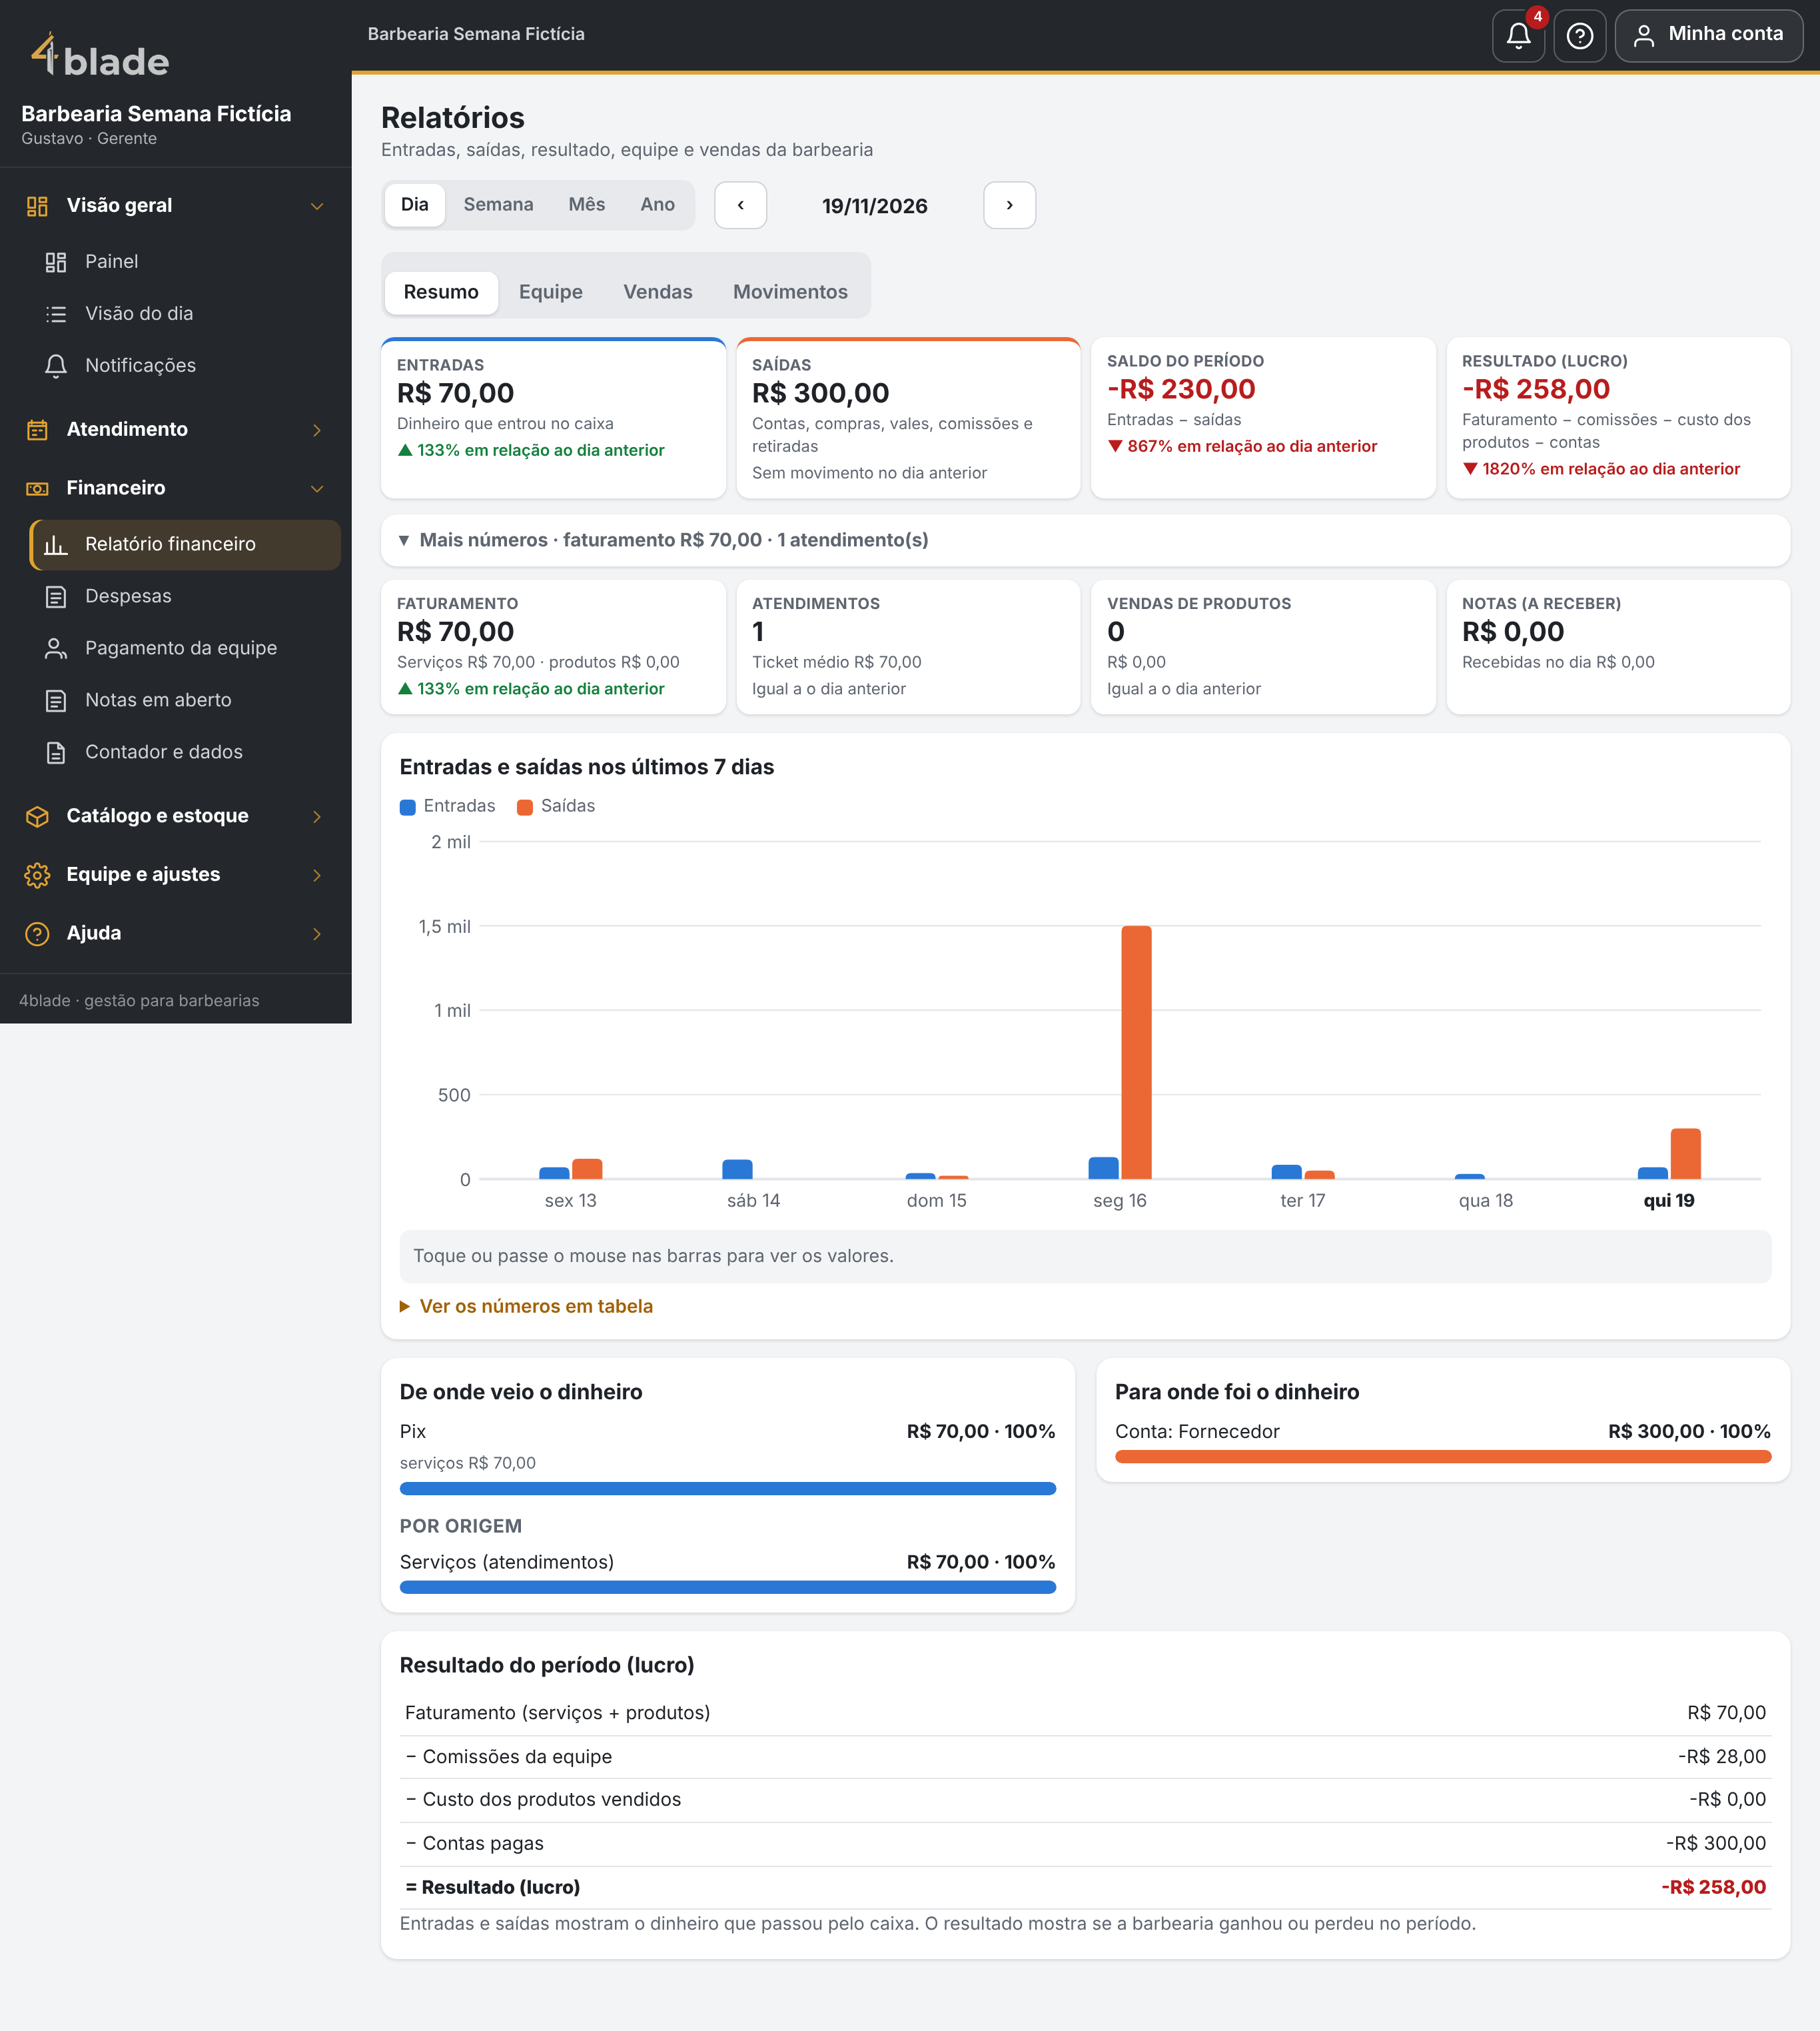 4blade
Barbearia Semana Fictícia
Gustavo · Gerente
Visão geral
Painel
Visão do dia
Notificações
Atendimento
Financeiro
Relatório financeiro
Despesas
Pagamento da equipe
Notas em aberto
Contador e dados
Catálogo e estoque
Equipe e ajustes
Ajuda
4blade · gestão para barbearias
Barbearia Semana Fictícia
4
Minha conta
Relatórios
Entradas, saídas, resultado, equipe e vendas da barbearia
Dia Semana Mês Ano ‹ 19/11/2026 ›
Resumo Equipe Vendas Movimentos
ENTRADAS
R$ 70,00
Dinheiro que entrou no caixa
▲ 133% em relação ao dia anterior
SAÍDAS
R$ 300,00
Contas, compras, vales, comissões e
retiradas
Sem movimento no dia anterior
SALDO DO PERÍODO
-R$ 230,00
Entradas − saídas
▼ 867% em relação ao dia anterior
RESULTADO (LUCRO)
-R$ 258,00
Faturamento − comissões − custo dos
produtos − contas
▼ 1820% em relação ao dia anterior
▼ Mais números · faturamento R$ 70,00 · 1 atendimento(s)
FATURAMENTO
R$ 70,00
Serviços R$ 70,00 · produtos R$ 0,00
▲ 133% em relação ao dia anterior
ATENDIMENTOS
1
Ticket médio R$ 70,00
Igual a o dia anterior
VENDAS DE PRODUTOS
0
R$ 0,00
Igual a o dia anterior
NOTAS (A RECEBER)
R$ 0,00
Recebidas no dia R$ 0,00
Entradas e saídas nos últimos 7 dias
Entradas Saídas
2 mil
1,5 mil
1 mil
500
0
sex 13 sáb 14 dom 15 seg 16 ter 17 qua 18 qui 19
Toque ou passe o mouse nas barras para ver os valores.
▶ Ver os números em tabela
De onde veio o dinheiro
Pix R$ 70,00 · 100%
serviços R$ 70,00
POR ORIGEM
Serviços (atendimentos) R$ 70,00 · 100%
Para onde foi o dinheiro
Conta: Fornecedor R$ 300,00 · 100%
Resultado do período (lucro)
Faturamento (serviços + produtos) R$ 70,00
− Comissões da equipe -R$ 28,00
− Custo dos produtos vendidos -R$ 0,00
− Contas pagas -R$ 300,00
= Resultado (lucro) -R$ 258,00
Entradas e saídas mostram o dinheiro que passou pelo caixa. O resultado mostra se a barbearia ganhou ou perdeu no período.